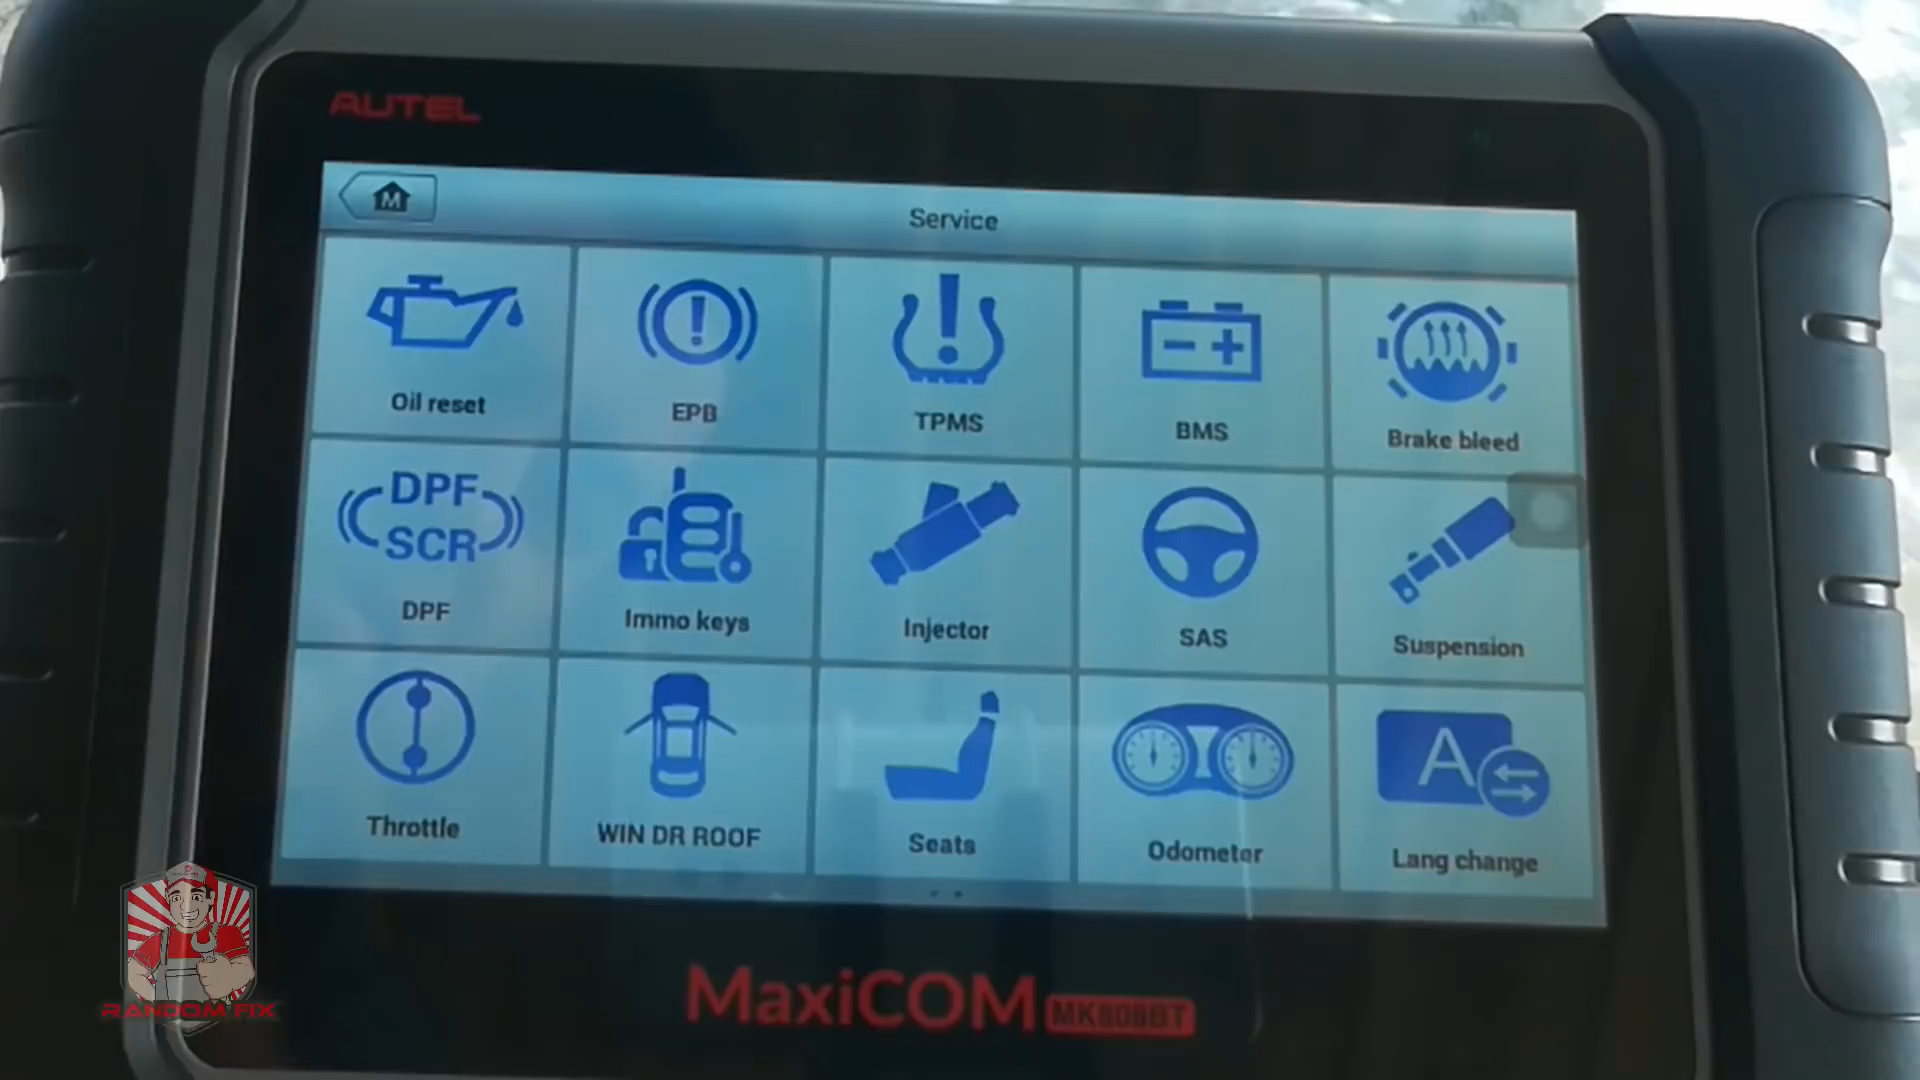 AUTEL
M
Service
Oil reset
EPB
TPMS
BMS
Brake bleed
DPF
SCR
DPF
Immo keys
Injector
SAS
Suspension
Throttle
WIN DR ROOF
Seats
Odometer
A
Lang change
MaxiCOM MK808BT
RANDOM FIX